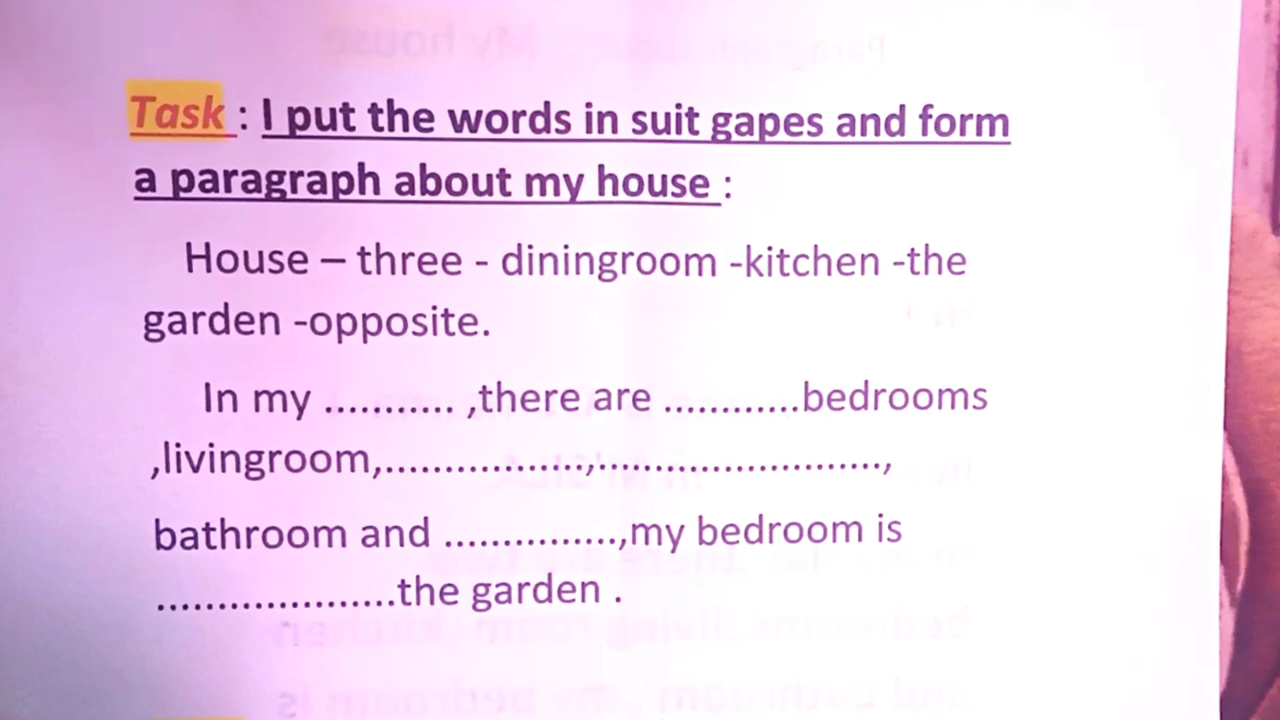 Task : I put the words in suit gapes and form
a paragraph about my house :
House – three - diningroom -kitchen -the
garden -opposite.
In my ........... ,there are ............bedrooms
,livingroom,.................,.......................,
bathroom and ...............,my bedroom is
....................the garden .